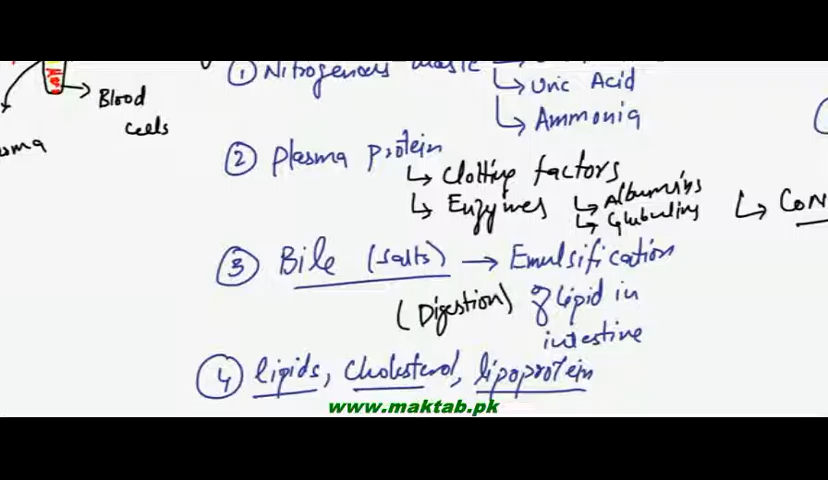 ① Nitrogenous waste
↳ Uric Acid
↳ Ammonia
→ Blood
cells
② Plasma protein
↳ Clotting factors
↳ Enzymes ↳ Albumins
↳ Globulins
③ Bile (salts) → Emulsification
(Digestion) of lipid in
intestine
④ lipids, Cholesterol, lipoprotein
www.maktab.pk